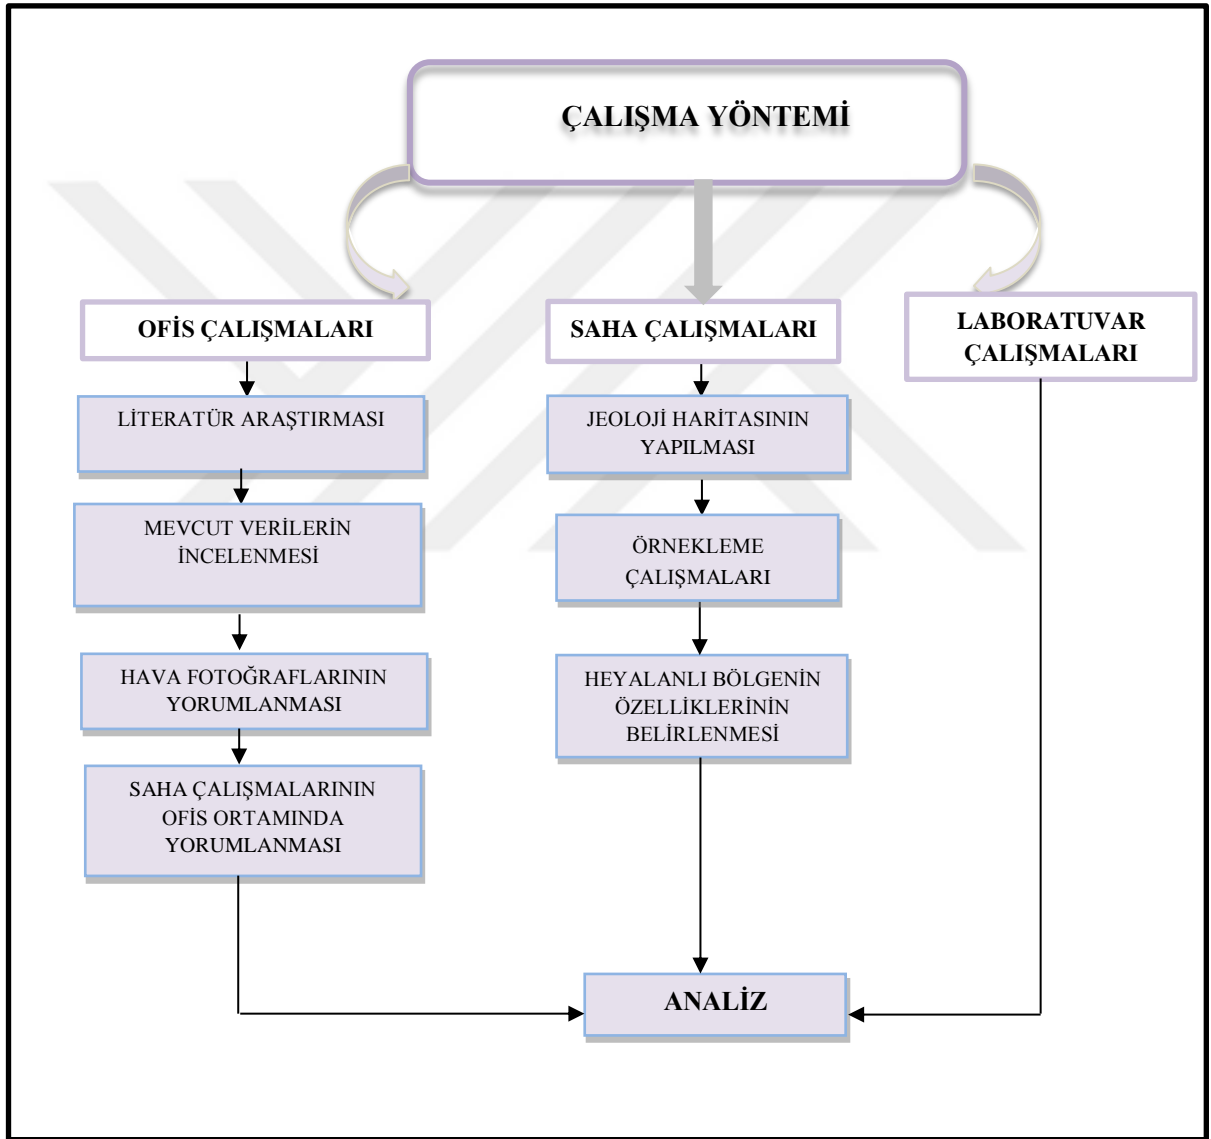 ÇALIŞMA YÖNTEMİ
OFİS ÇALIŞMALARI
LİTERATÜR ARAŞTIRMASI
MEVCUT VERİLERİN
İNCELENMESİ
HAVA FOTOĞRAFLARININ
YORUMLANMASI
SAHA ÇALIŞMALARININ
OFİS ORTAMINDA
YORUMLANMASI
SAHA ÇALIŞMALARI
JEOLOJİ HARİTASININ
YAPILMASI
ÖRNEKLEME
ÇALIŞMALARI
HEYALANLI BÖLGENİN
ÖZELLİKLERİNİN
BELİRLENMESİ
LABORATUVAR
ÇALIŞMALARI
ANALİZ